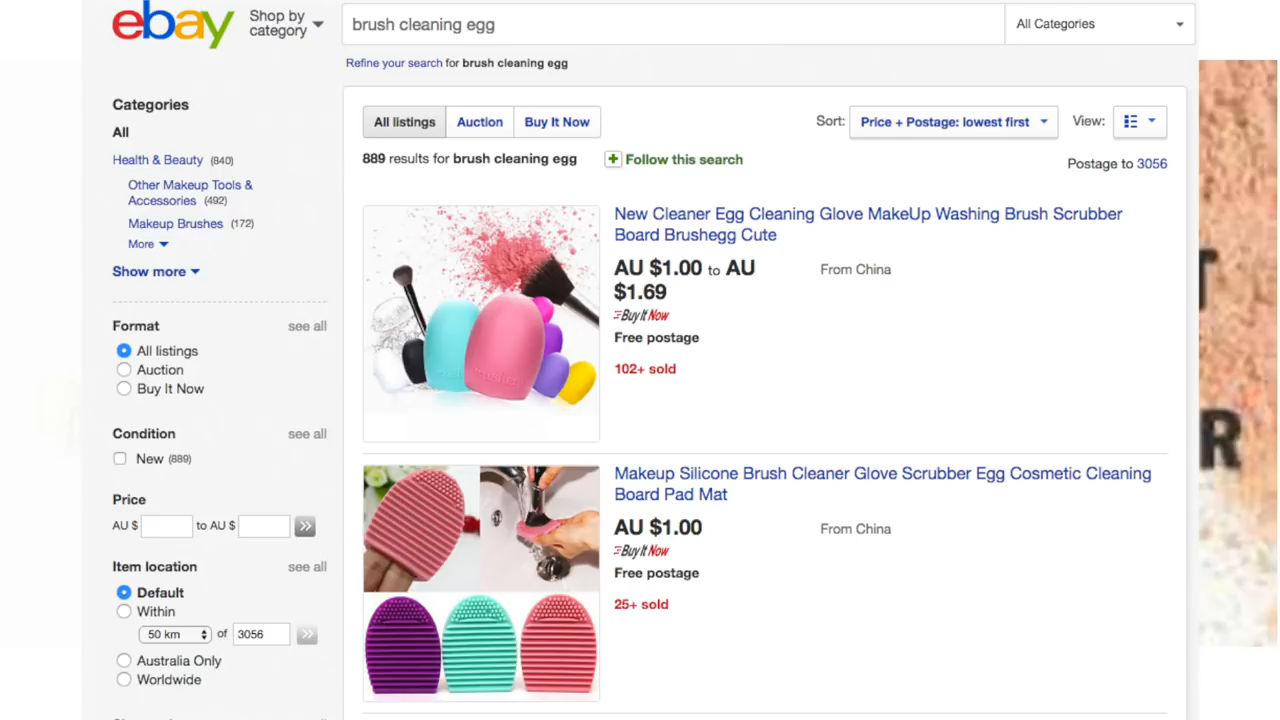 ebay
Shop by
category
brush cleaning egg
All Categories
Refine your search for brush cleaning egg
Categories
All
Health & Beauty (840)
Other Makeup Tools &
Accessories (492)
Makeup Brushes (172)
More
Show more
Format see all
All listings
Auction
Buy It Now
Condition see all
New (889)
Price
AU $ to AU $
Item location see all
Default
Within
50 km of 3056
Australia Only
Worldwide
All listings Auction Buy It Now
Sort: Price + Postage: lowest first View:
889 results for brush cleaning egg Follow this search
Postage to 3056
New Cleaner Egg Cleaning Glove MakeUp Washing Brush Scrubber
Board Brushegg Cute
AU $1.00 to AU
$1.69
From China
Buy It Now
Free postage
102+ sold
Makeup Silicone Brush Cleaner Glove Scrubber Egg Cosmetic Cleaning
Board Pad Mat
AU $1.00
From China
Buy It Now
Free postage
25+ sold